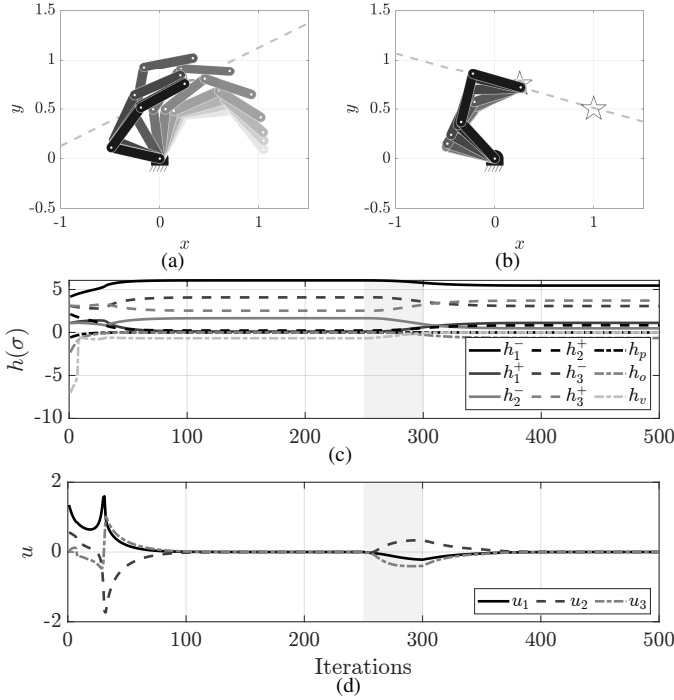 1.5
1
0.5
0
-0.5
y
-1
0
1
x
(a)
1.5
1
0.5
0
-0.5
y
-1
0
1
x
(b)
5
0
-5
-10
h(σ)
h₁⁻ h₂⁺ hₚ
h₁⁺ h₃⁻ hₒ
h₂⁻ h₃⁺ hᵥ
0 100 200 300 400 500
(c)
2
0
-2
u
u₁ u₂ u₃
0 100 200 300 400 500
Iterations
(d)